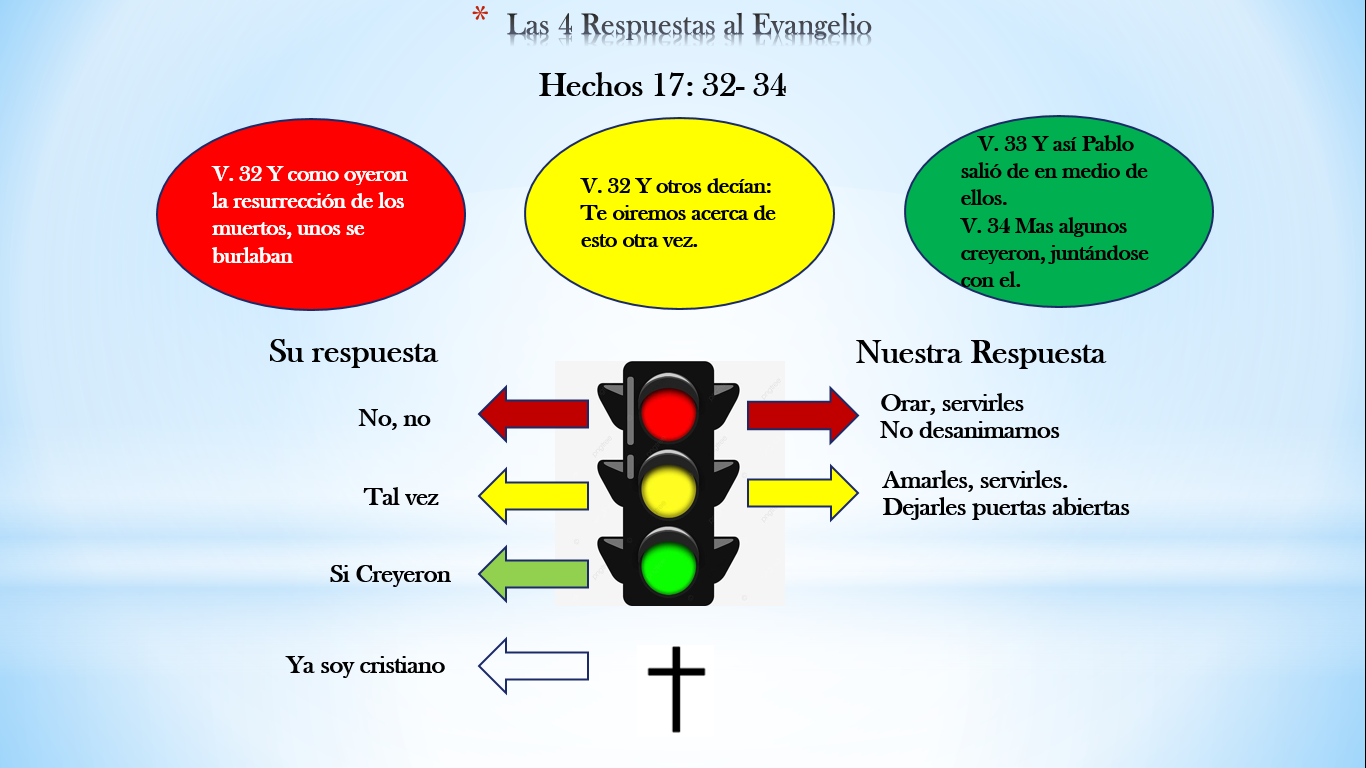 * Las 4 Respuestas al Evangelio
Hechos 17: 32- 34
V. 32 Y como oyeron
la resurrección de los
muertos, unos se
burlaban
V. 32 Y otros decían:
Te oiremos acerca de
esto otra vez.
V. 33 Y así Pablo
salió de en medio de
ellos.
V. 34 Mas algunos
creyeron, juntándose
con el.
Su respuesta
Nuestra Respuesta
No, no
Orar, servirles
No desanimarnos
Tal vez
Amarles, servirles.
Dejarles puertas abiertas
Si Creyeron
Ya soy cristiano